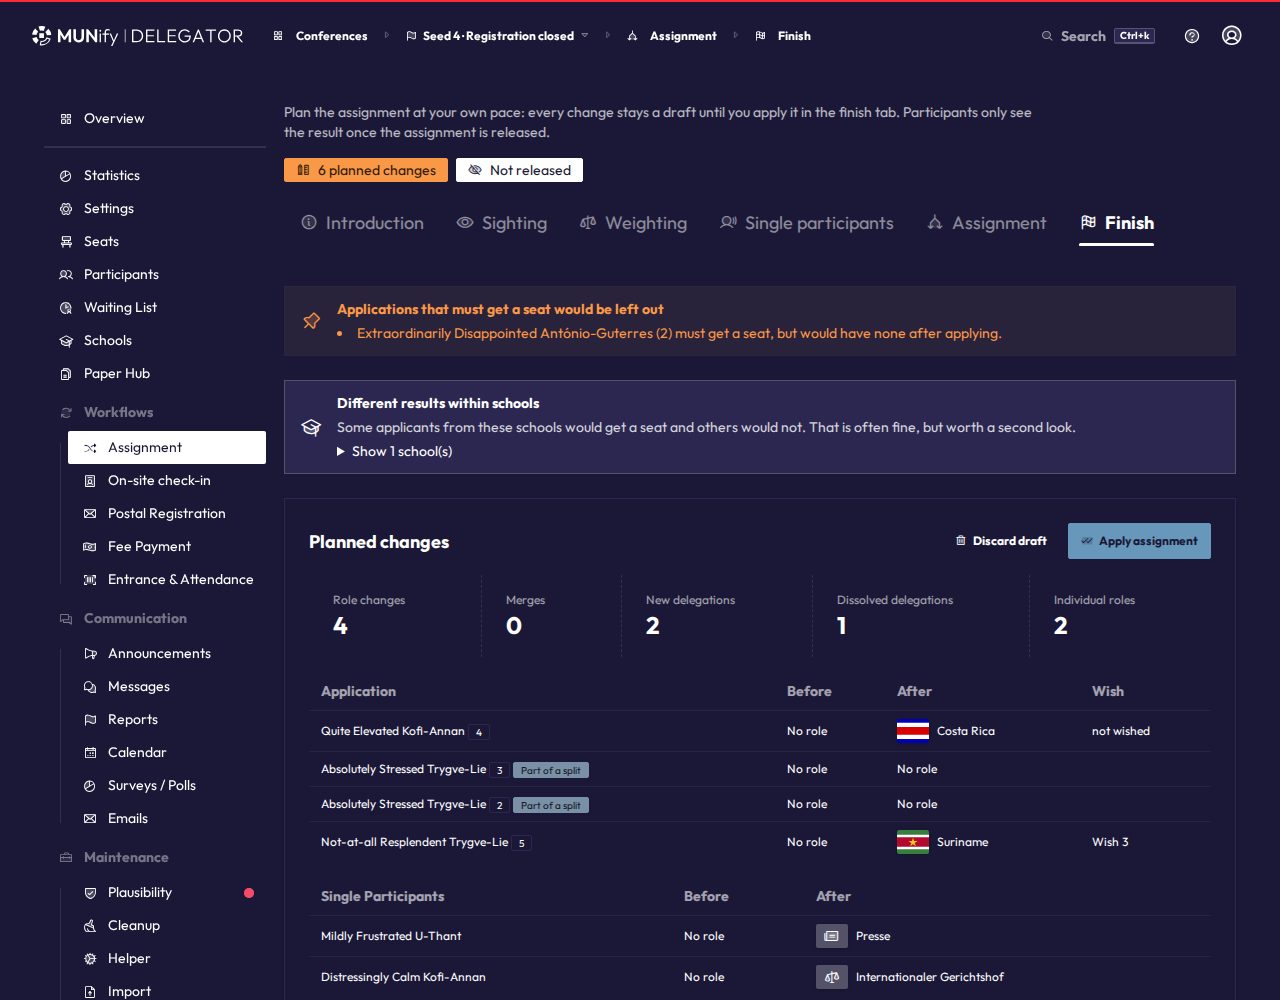 MUNify | DELEGATOR
Conferences
Seed 4 · Registration closed
Assignment
Finish
Search Ctrl+k
Overview
Statistics
Settings
Seats
Participants
Waiting List
Schools
Paper Hub
Workflows
Assignment
On-site check-in
Postal Registration
Fee Payment
Entrance & Attendance
Communication
Announcements
Messages
Reports
Calendar
Surveys / Polls
Emails
Maintenance
Plausibility
Cleanup
Helper
Import
Plan the assignment at your own pace: every change stays a draft until you apply it in the finish tab. Participants only see
the result once the assignment is released.
6 planned changes
Not released
Introduction
Sighting
Weighting
Single participants
Assignment
Finish
Applications that must get a seat would be left out
• Extraordinarily Disappointed António-Guterres (2) must get a seat, but would have none after applying.
Different results within schools
Some applicants from these schools would get a seat and others would not. That is often fine, but worth a second look.
Show 1 school(s)
Planned changes
Discard draft
Apply assignment
Role changes
4
Merges
0
New delegations
2
Dissolved delegations
1
Individual roles
2
Application Before After Wish
Quite Elevated Kofi-Annan 4 No role Costa Rica not wished
Absolutely Stressed Trygve-Lie 3 Part of a split No role No role
Absolutely Stressed Trygve-Lie 2 Part of a split No role No role
Not-at-all Resplendent Trygve-Lie 5 No role Suriname Wish 3
Single Participants Before After
Mildly Frustrated U-Thant No role Presse
Distressingly Calm Kofi-Annan No role Internationaler Gerichtshof